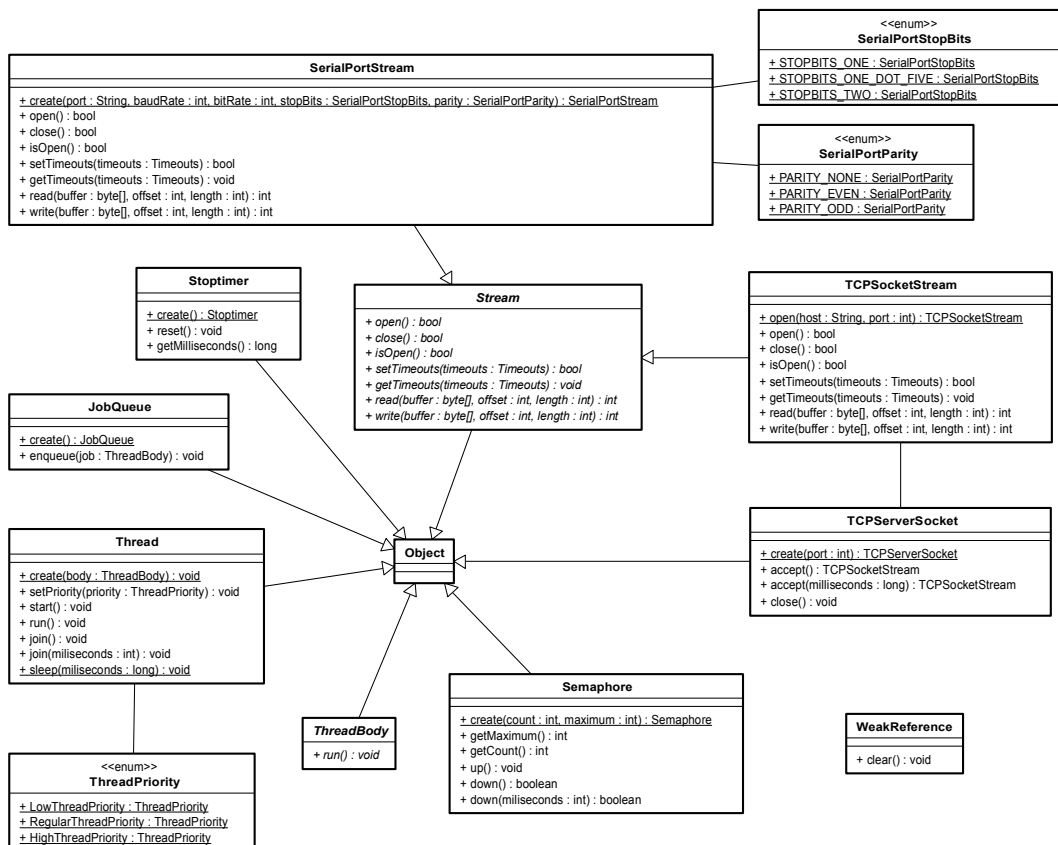 <<enum>>
SerialPortStopBits
+ STOPBITS_ONE : SerialPortStopBits
+ STOPBITS_ONE_DOT_FIVE : SerialPortStopBits
+ STOPBITS_TWO : SerialPortStopBits
SerialPortStream
+ create(port : String, baudRate : int, bitRate : int, stopBits : SerialPortStopBits, parity : SerialPortParity) : SerialPortStream
+ open() : bool
+ close() : bool
+ isOpen() : bool
+ setTimeouts(timeouts : Timeouts) : bool
+ getTimeouts(timeouts : Timeouts) : void
+ read(buffer : byte[], offset : int, length : int) : int
+ write(buffer : byte[], offset : int, length : int) : int
<<enum>>
SerialPortParity
+ PARITY_NONE : SerialPortParity
+ PARITY_EVEN : SerialPortParity
+ PARITY_ODD : SerialPortParity
Stoptimer
+ create() : Stoptimer
+ reset() : void
+ getMilliseconds() : long
Stream
+ open() : bool
+ close() : bool
+ isOpen() : bool
+ setTimeouts(timeouts : Timeouts) : bool
+ getTimeouts(timeouts : Timeouts) : void
+ read(buffer : byte[], offset : int, length : int) : int
+ write(buffer : byte[], offset : int, length : int) : int
TCPSocketStream
+ open(host : String, port : int) : TCPSocketStream
+ open() : bool
+ close() : bool
+ isOpen() : bool
+ setTimeouts(timeouts : Timeouts) : bool
+ getTimeouts(timeouts : Timeouts) : void
+ read(buffer : byte[], offset : int, length : int) : int
+ write(buffer : byte[], offset : int, length : int) : int
JobQueue
+ create() : JobQueue
+ enqueue(job : ThreadBody) : void
Thread
+ create(body : ThreadBody) : void
+ setPriority(priority : ThreadPriority) : void
+ start() : void
+ run() : void
+ join() : void
+ join(miliseconds : int) : void
+ sleep(miliseconds : long) : void
Object
TCPServerSocket
+ create(port : int) : TCPServerSocket
+ accept() : TCPSocketStream
+ accept(milliseconds : long) : TCPSocketStream
+ close() : void
ThreadBody
+ run() : void
Semaphore
+ create(count : int, maximum : int) : Semaphore
+ getMaximum() : int
+ getCount() : int
+ up() : void
+ down() : boolean
+ down(miliseconds : int) : boolean
WeakReference
+ clear() : void
<<enum>>
ThreadPriority
+ LowThreadPriority : ThreadPriority
+ RegularThreadPriority : ThreadPriority
+ HighThreadPriority : ThreadPriority